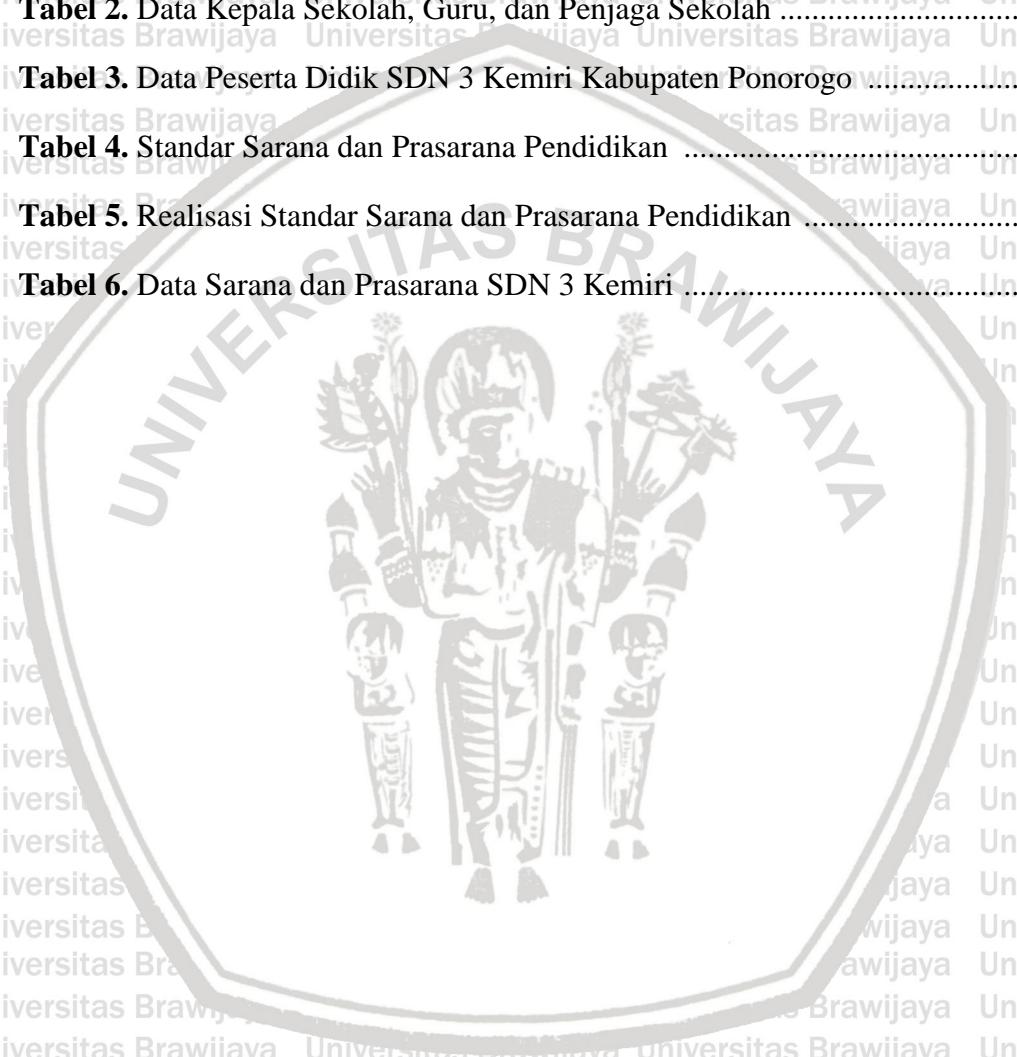 Tabel 2. Data Kepala Sekolah, Guru, dan Penjaga Sekolah ..............................
Tabel 3. Data Peserta Didik SDN 3 Kemiri Kabupaten Ponorogo ....................
Tabel 4. Standar Sarana dan Prasarana Pendidikan ...........................................
Tabel 5. Realisasi Standar Sarana dan Prasarana Pendidikan ...........................
Tabel 6. Data Sarana dan Prasarana SDN 3 Kemiri ...........................................
UNIVERSITAS BRAWIJAYA